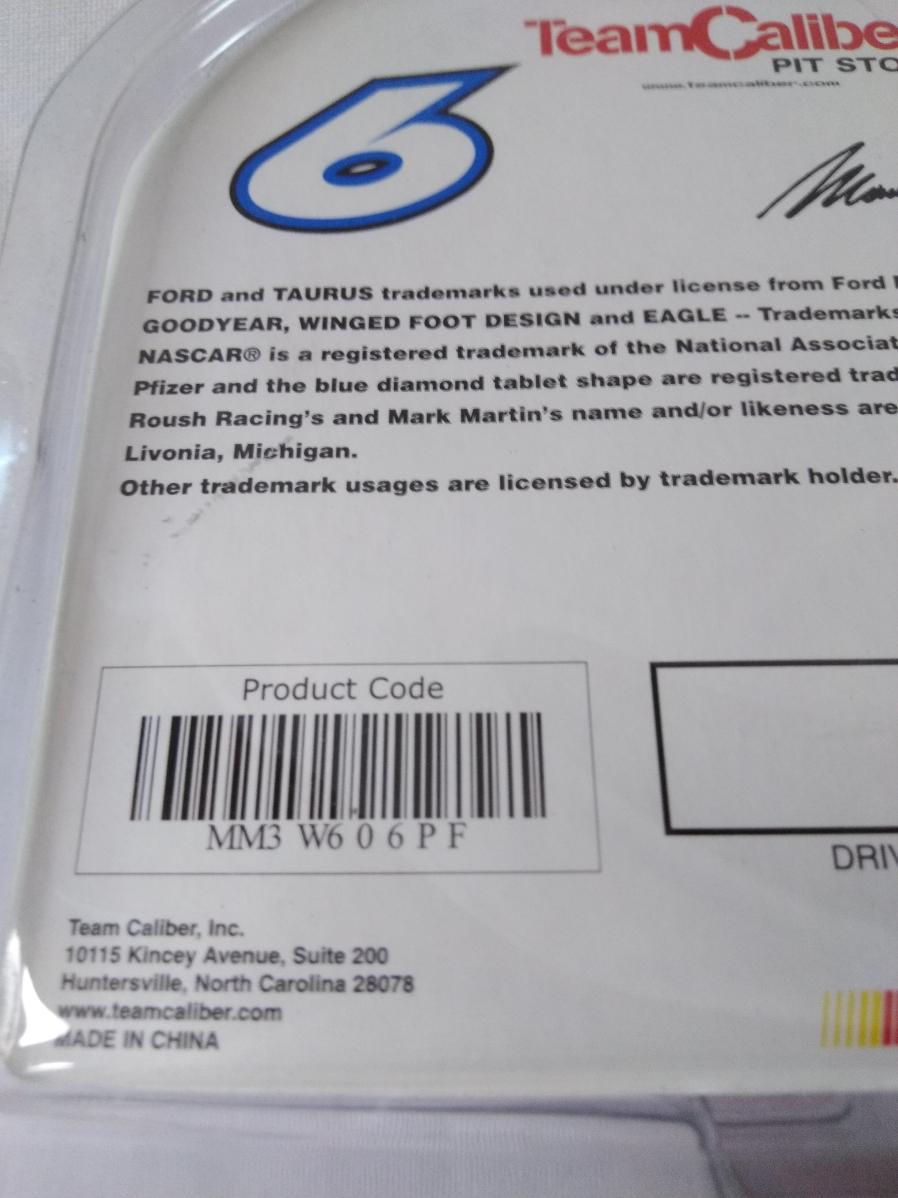 TeamCalibe
PIT STO
www.teamcaliber.com
6
FORD and TAURUS trademarks used under license from Ford
GOODYEAR, WINGED FOOT DESIGN and EAGLE -- Trademarks
NASCAR® is a registered trademark of the National Associat
Pfizer and the blue diamond tablet shape are registered trad
Roush Racing's and Mark Martin's name and/or likeness are
Livonia, Michigan.
Other trademark usages are licensed by trademark holder.
Product Code
MM3 W6 0 6 P F
DRIV
Team Caliber, Inc.
10115 Kincey Avenue, Suite 200
Huntersville, North Carolina 28078
www.teamcaliber.com
MADE IN CHINA